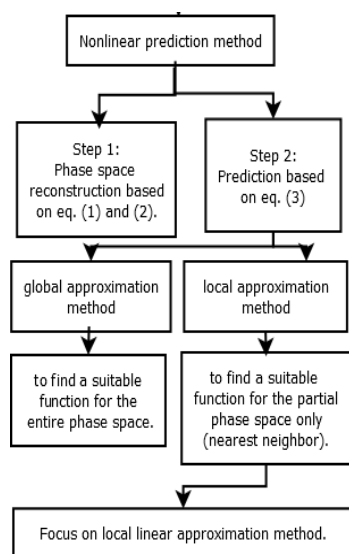 Nonlinear prediction method
Step 1:
Phase space
reconstruction based
on eq. (1) and (2).
Step 2:
Prediction based
on eq. (3)
global approximation
method
local approximation
method
to find a suitable
function for the
entire phase space.
to find a suitable
function for the partial
phase space only
(nearest neighbor).
Focus on local linear approximation method.